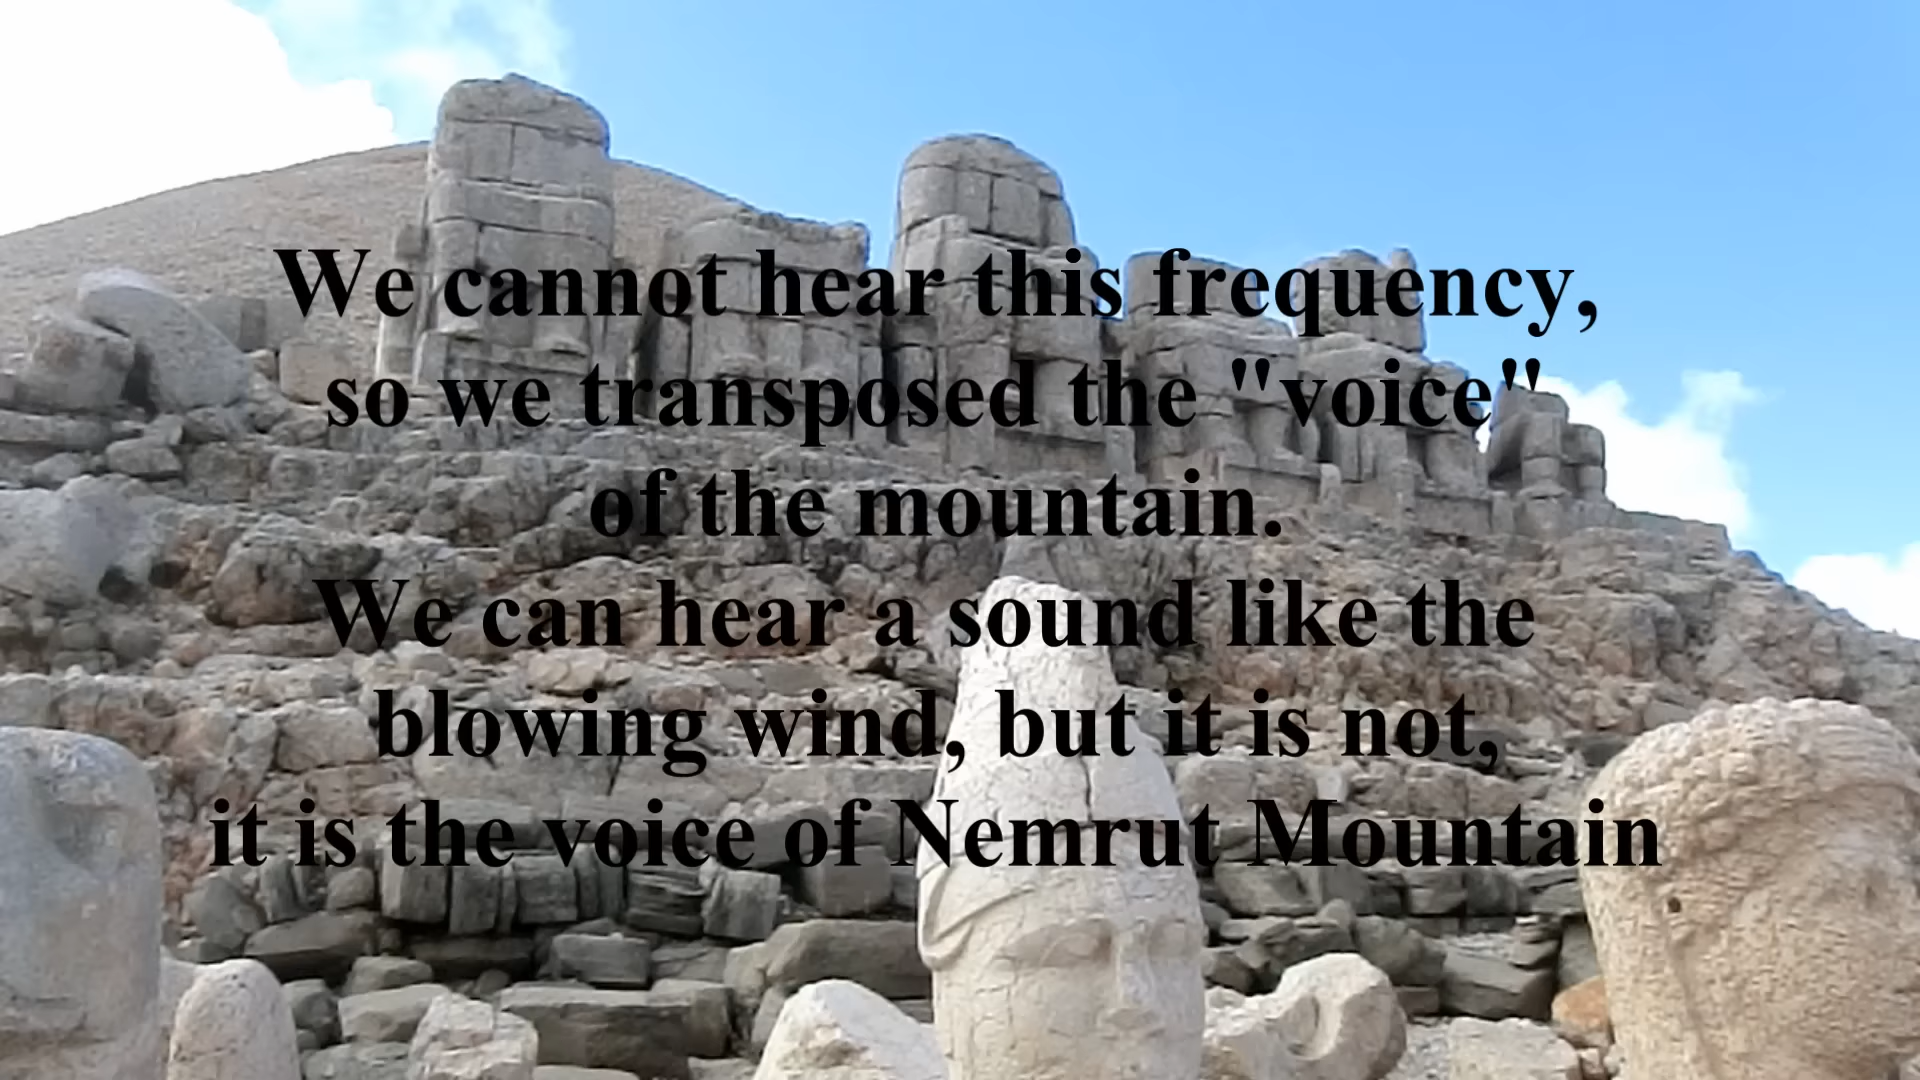 We cannot hear this frequency,
so we transposed the "voice"
of the mountain.
We can hear a sound like the
blowing wind, but it is not,
it is the voice of Nemrut Mountain